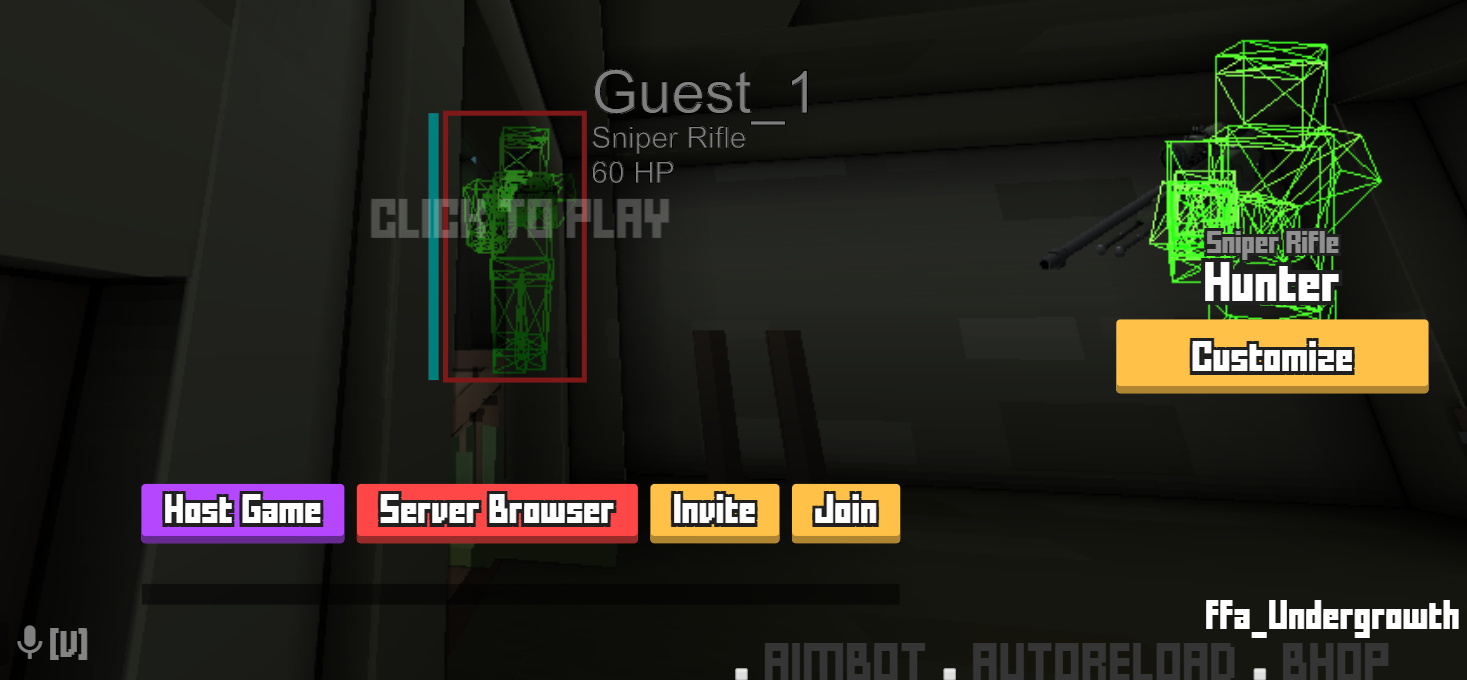 Guest_1
Sniper Rifle
60 HP
CLICK TO PLAY
Sniper Rifle
Hunter
Customize
Host Game
Server Browser
Invite
Join
ffa_Undergrowth
[V]
. AIMBOT . AUTORELOAD . BHOP